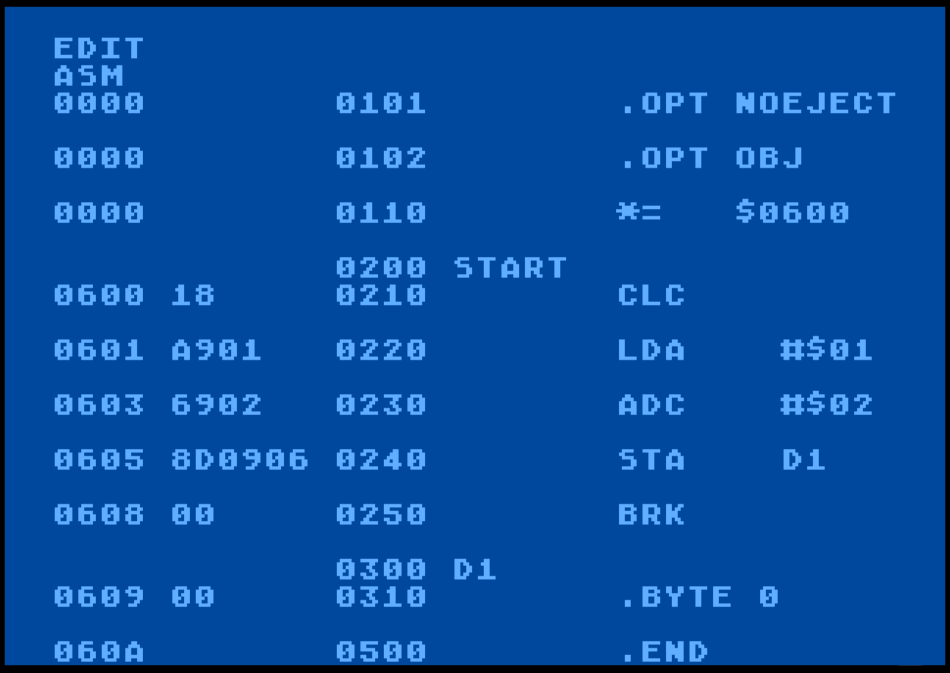 EDIT
ASM
0000 0101 .OPT NOEJECT
0000 0102 .OPT OBJ
0000 0110 *= $0600
0200 START
0600 18 0210 CLC
0601 A901 0220 LDA #$01
0603 6902 0230 ADC #$02
0605 8D0906 0240 STA D1
0608 00 0250 BRK
0300 D1
0609 00 0310 .BYTE 0
060A 0500 .END